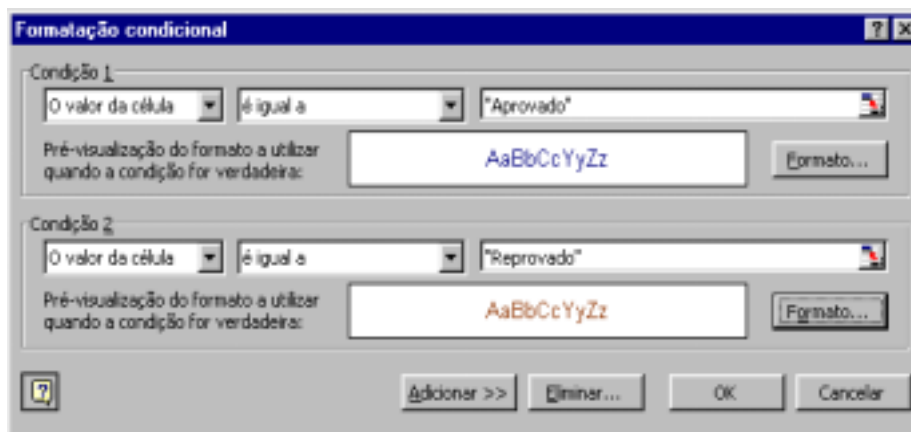 Formatação condicional
Condição 1
O valor da célula é igual a "Aprovado"
Pré-visualização do formato a utilizar
quando a condição for verdadeira:
AaBbCcYyZz
Formato...
Condição 2
O valor da célula é igual a "Reprovado"
Pré-visualização do formato a utilizar
quando a condição for verdadeira:
AaBbCcYyZz
Formato...
Adicionar >> Eliminar... OK Cancelar